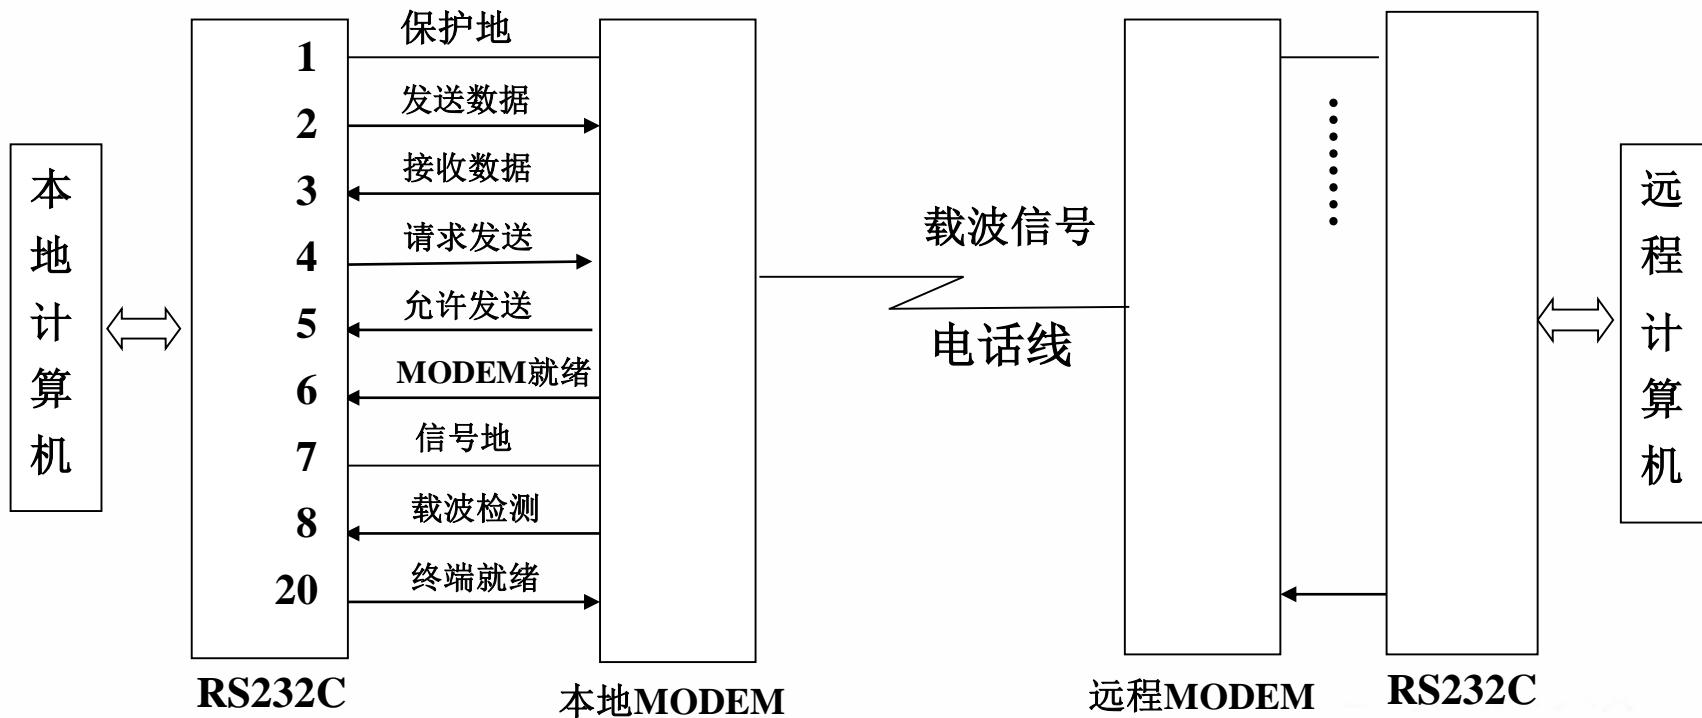 保护地
1
发送数据
2
接收数据
3
请求发送
4
允许发送
5
MODEM就绪
6
信号地
7
载波检测
8
终端就绪
20
本地计算机
载波信号
电话线
远程计算机
RS232C
本地MODEM
远程MODEM
RS232C